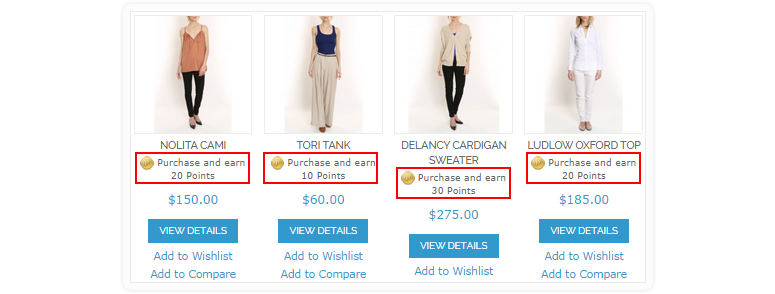 NOLITA CAMI
Purchase and earn
20 Points
$150.00
VIEW DETAILS
Add to Wishlist
Add to Compare
TORI TANK
Purchase and earn
10 Points
$60.00
VIEW DETAILS
Add to Wishlist
Add to Compare
DELANCY CARDIGAN
SWEATER
Purchase and earn
30 Points
$275.00
VIEW DETAILS
Add to Wishlist
LUDLOW OXFORD TOP
Purchase and earn
20 Points
$185.00
VIEW DETAILS
Add to Wishlist
Add to Compare